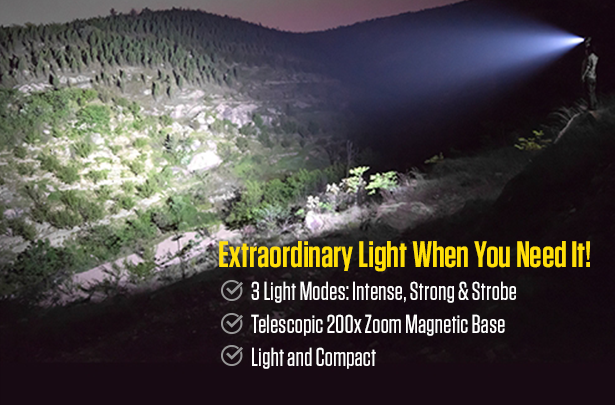 Extraordinary Light When You Need It!
3 Light Modes: Intense, Strong & Strobe
Telescopic 200x Zoom Magnetic Base
Light and Compact